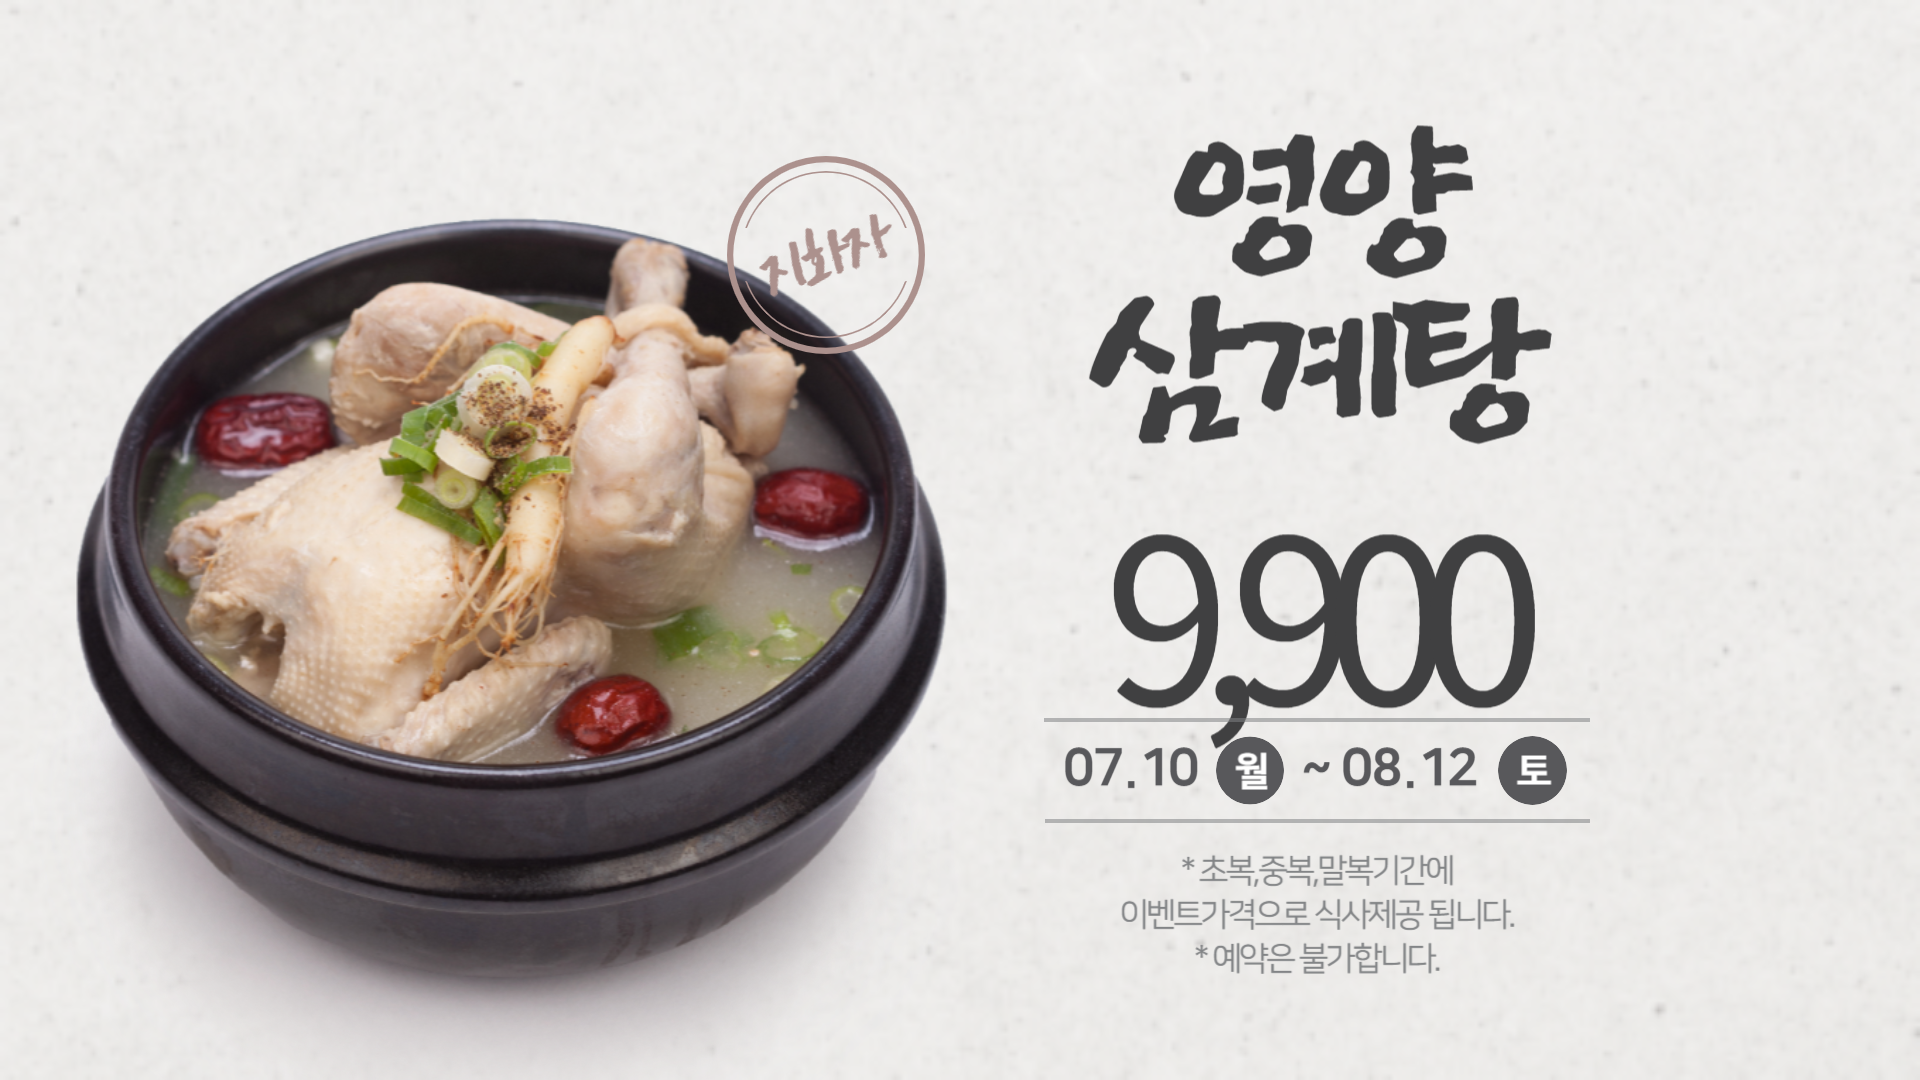 지화자
영양
삼계탕
9,900
07.10 월 ~ 08.12 토
* 초복,중복,말복기간에
이벤트가격으로 식사제공 됩니다.
* 예약은 불가합니다.